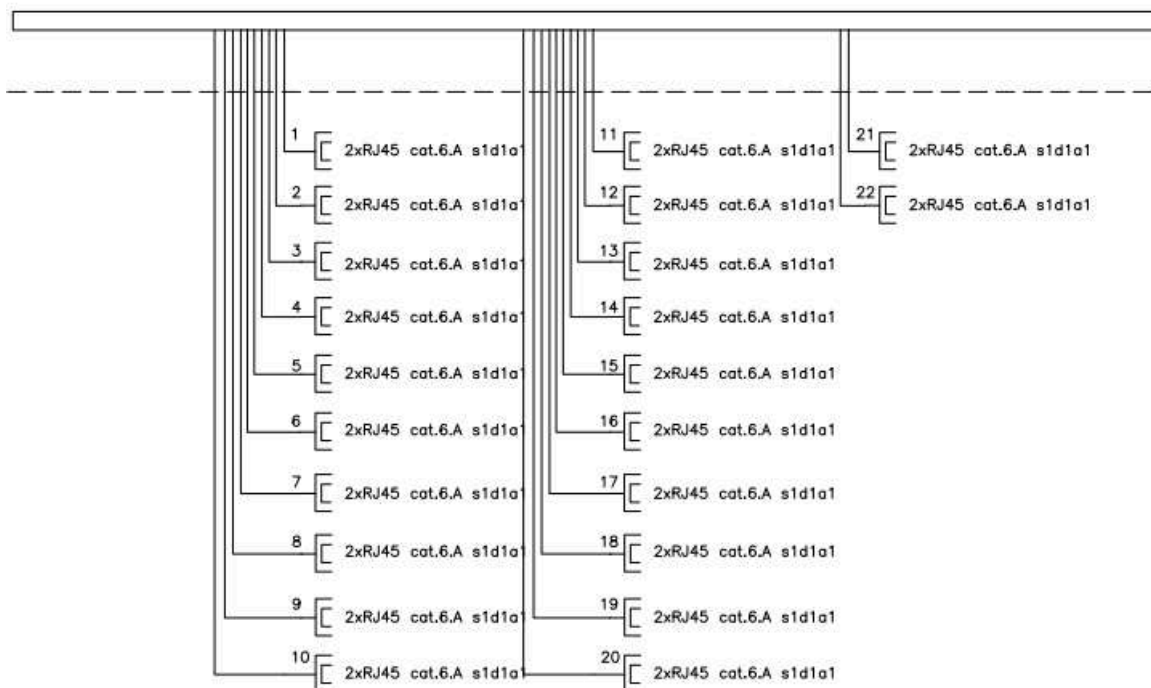 1 2xRJ45 cat.6.A s1d1a1
2 2xRJ45 cat.6.A s1d1a1
3 2xRJ45 cat.6.A s1d1a1
4 2xRJ45 cat.6.A s1d1a1
5 2xRJ45 cat.6.A s1d1a1
6 2xRJ45 cat.6.A s1d1a1
7 2xRJ45 cat.6.A s1d1a1
8 2xRJ45 cat.6.A s1d1a1
9 2xRJ45 cat.6.A s1d1a1
10 2xRJ45 cat.6.A s1d1a1
11 2xRJ45 cat.6.A s1d1a1
12 2xRJ45 cat.6.A s1d1a1
13 2xRJ45 cat.6.A s1d1a1
14 2xRJ45 cat.6.A s1d1a1
15 2xRJ45 cat.6.A s1d1a1
16 2xRJ45 cat.6.A s1d1a1
17 2xRJ45 cat.6.A s1d1a1
18 2xRJ45 cat.6.A s1d1a1
19 2xRJ45 cat.6.A s1d1a1
20 2xRJ45 cat.6.A s1d1a1
21 2xRJ45 cat.6.A s1d1a1
22 2xRJ45 cat.6.A s1d1a1